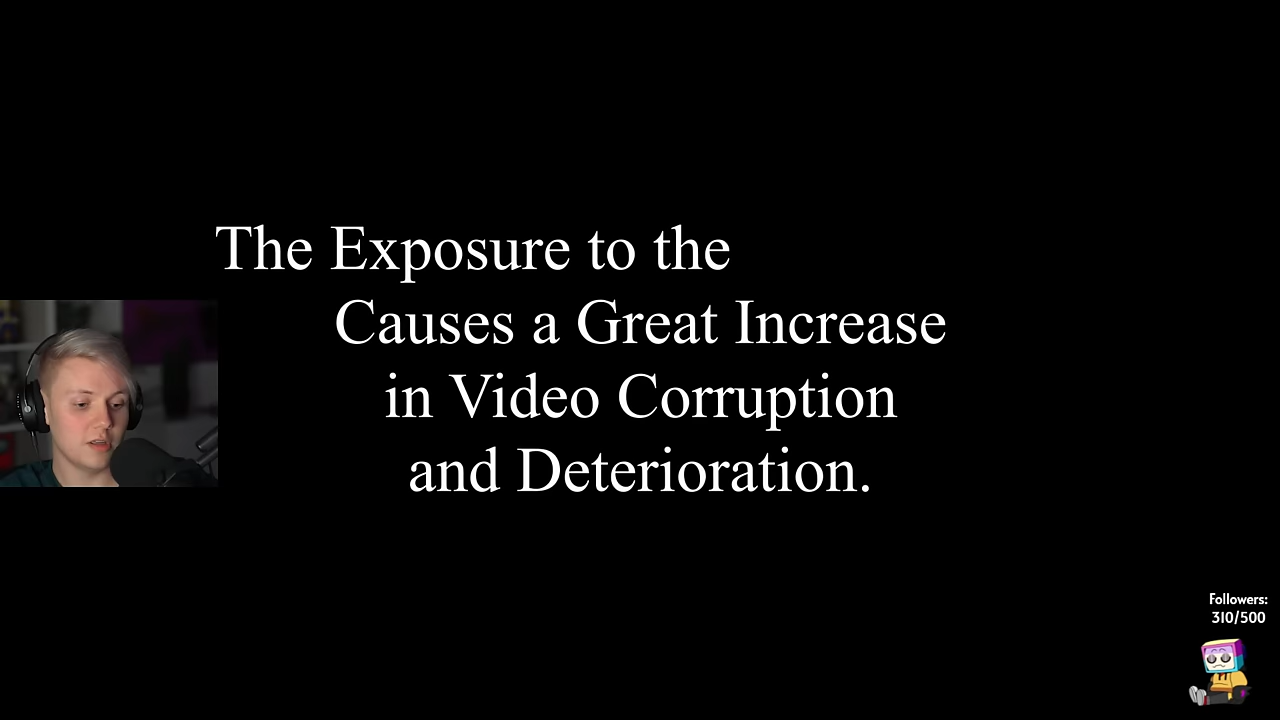 The Exposure to the
Causes a Great Increase
in Video Corruption
and Deterioration.
Followers:
310/500